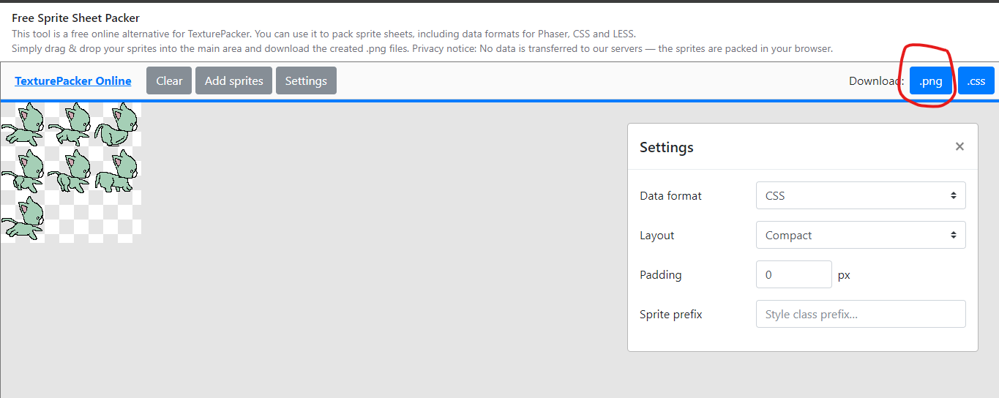 Free Sprite Sheet Packer
This tool is a free online alternative for TexturePacker. You can use it to pack sprite sheets, including data formats for Phaser, CSS and LESS.
Simply drag & drop your sprites into the main area and download the created .png files. Privacy notice: No data is transferred to our servers — the sprites are packed in your browser.
TexturePacker Online Clear Add sprites Settings Download: .png .css
Settings ×
Data format CSS
Layout Compact
Padding 0 px
Sprite prefix Style class prefix...